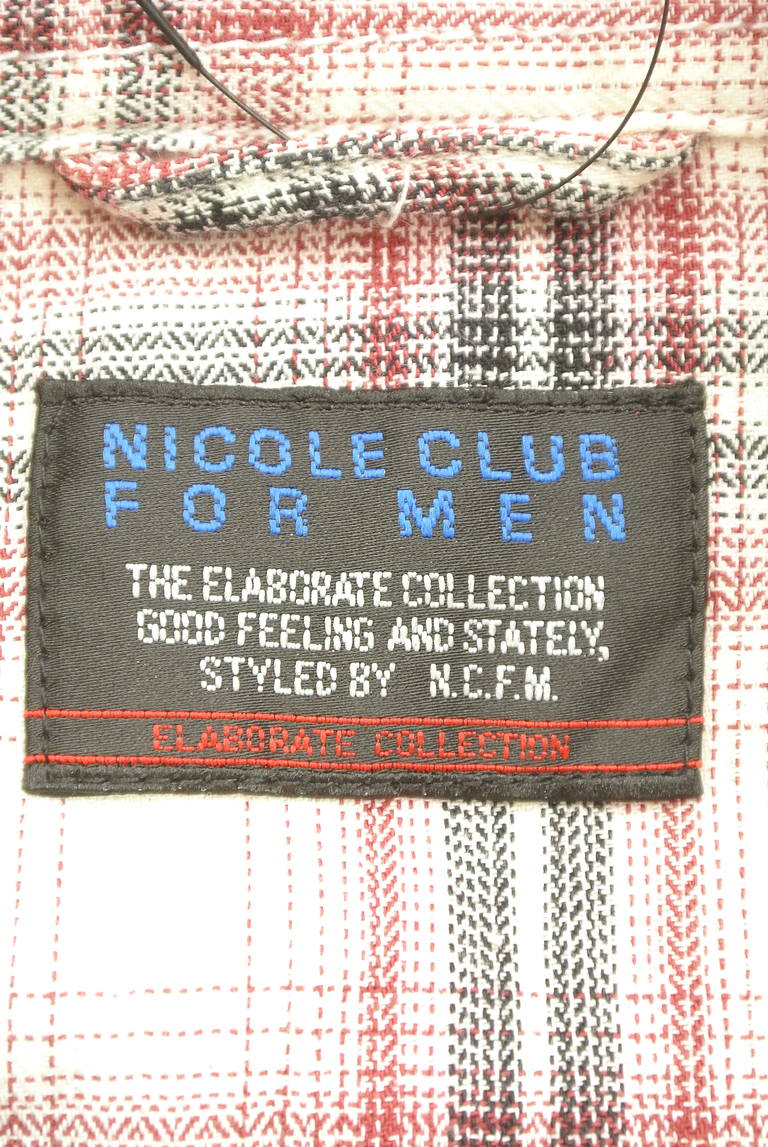 NICOLE CLUB
FOR MEN
THE ELABORATE COLLECTION
GOOD FEELING AND STATELY,
STYLED BY N.C.F.M.
ELABORATE COLLECTION